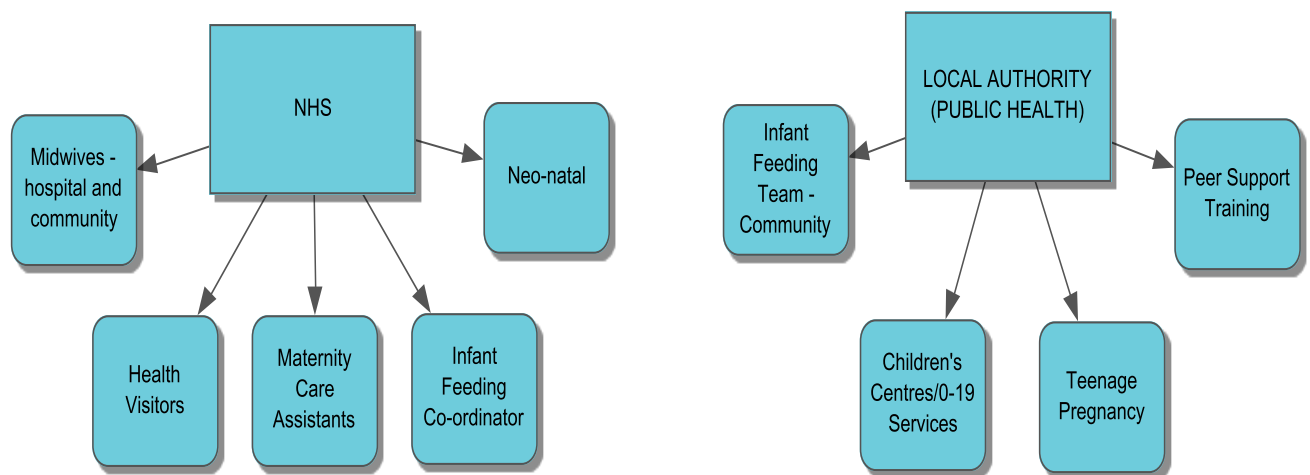 NHS
Midwives -
hospital and
community
Neo-natal
Health
Visitors
Maternity
Care
Assistants
Infant
Feeding
Co-ordinator
LOCAL AUTHORITY
(PUBLIC HEALTH)
Infant
Feeding
Team -
Community
Peer Support
Training
Children's
Centres/0-19
Services
Teenage
Pregnancy